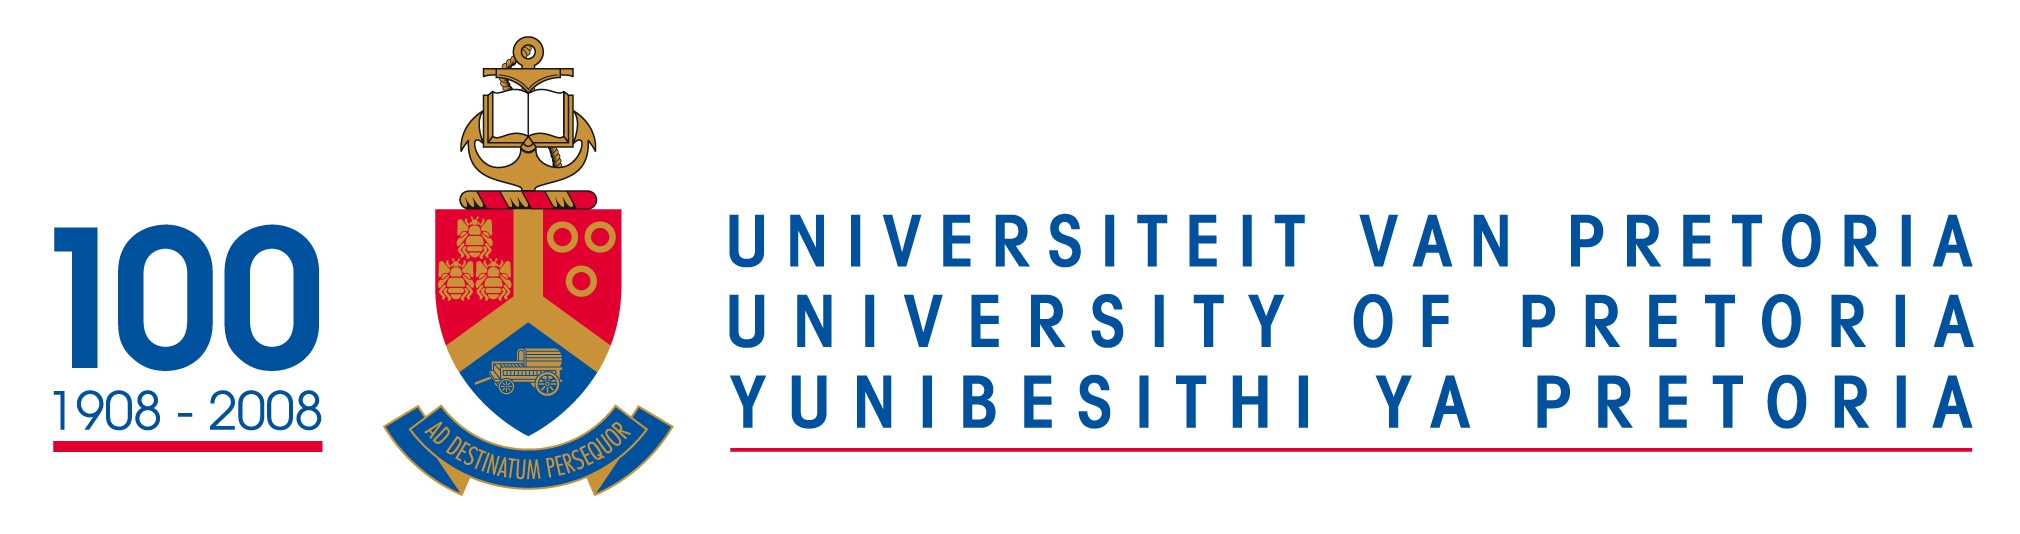 100
1908 - 2008
AD DESTINATUM PERSEQUOR
UNIVERSITEIT VAN PRETORIA
UNIVERSITY OF PRETORIA
YUNIBESITHI YA PRETORIA